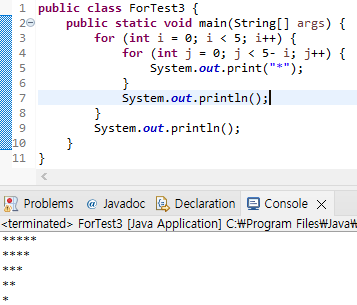 1 public class ForTest3 {
2 public static void main(String[] args) {
3 for (int i = 0; i < 5; i++) {
4 for (int j = 0; j < 5- i; j++) {
5 System.out.print("*");
6 }
7 System.out.println();
8 }
9 System.out.println();
10 }
11 }
Problems @ Javadoc Declaration Console
<terminated> ForTest3 [Java Application] C:₩Program Files₩Java₩
*****
****
***
**
*